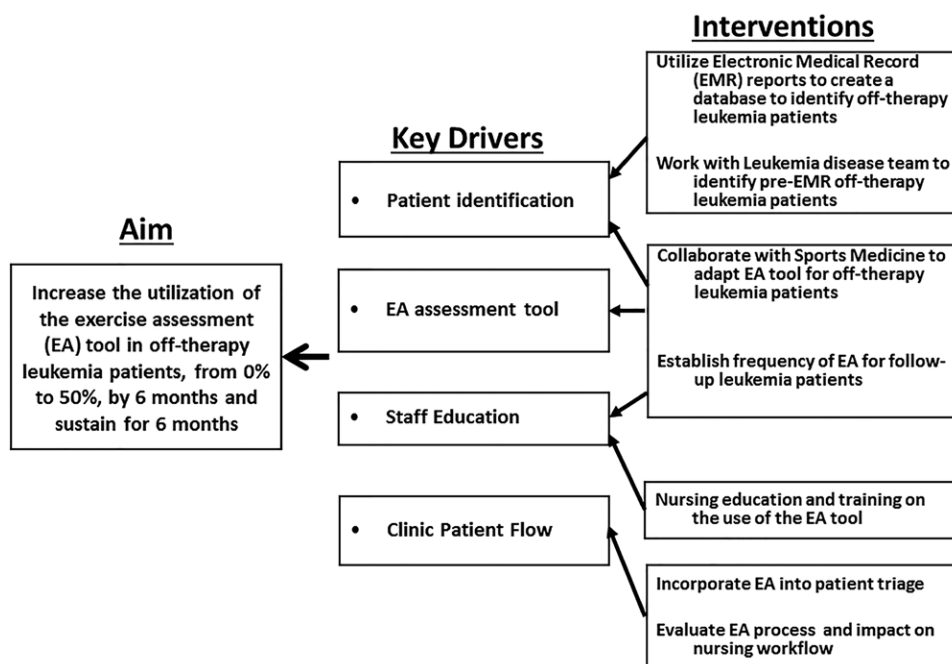 Interventions
Utilize Electronic Medical Record
(EMR) reports to create a
database to identify off-therapy
leukemia patients
Work with Leukemia disease team to
identify pre-EMR off-therapy
leukemia patients
Collaborate with Sports Medicine to
adapt EA tool for off-therapy
leukemia patients
Establish frequency of EA for follow-
up leukemia patients
Nursing education and training on
the use of the EA tool
Incorporate EA into patient triage
Evaluate EA process and impact on
nursing workflow
Key Drivers
• Patient identification
• EA assessment tool
• Staff Education
• Clinic Patient Flow
Aim
Increase the utilization of
the exercise assessment
(EA) tool in off-therapy
leukemia patients, from 0%
to 50%, by 6 months and
sustain for 6 months